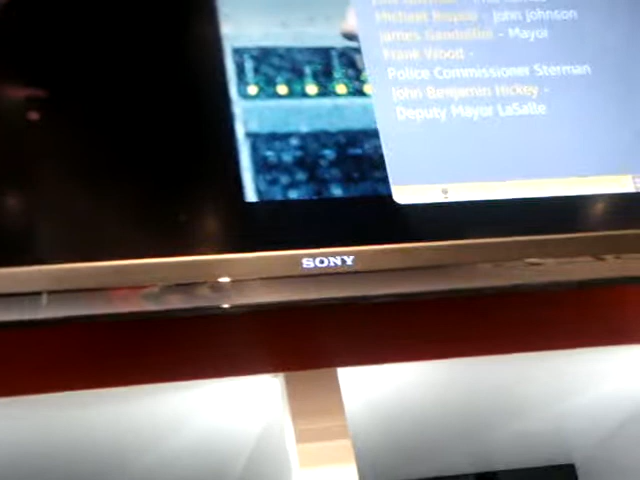 Michael Rispoli - John Johnson
James Gandolfini - Mayor
Frank Wood -
Police Commissioner Sterman
John Benjamin Hickey -
Deputy Mayor LaSalle
SONY